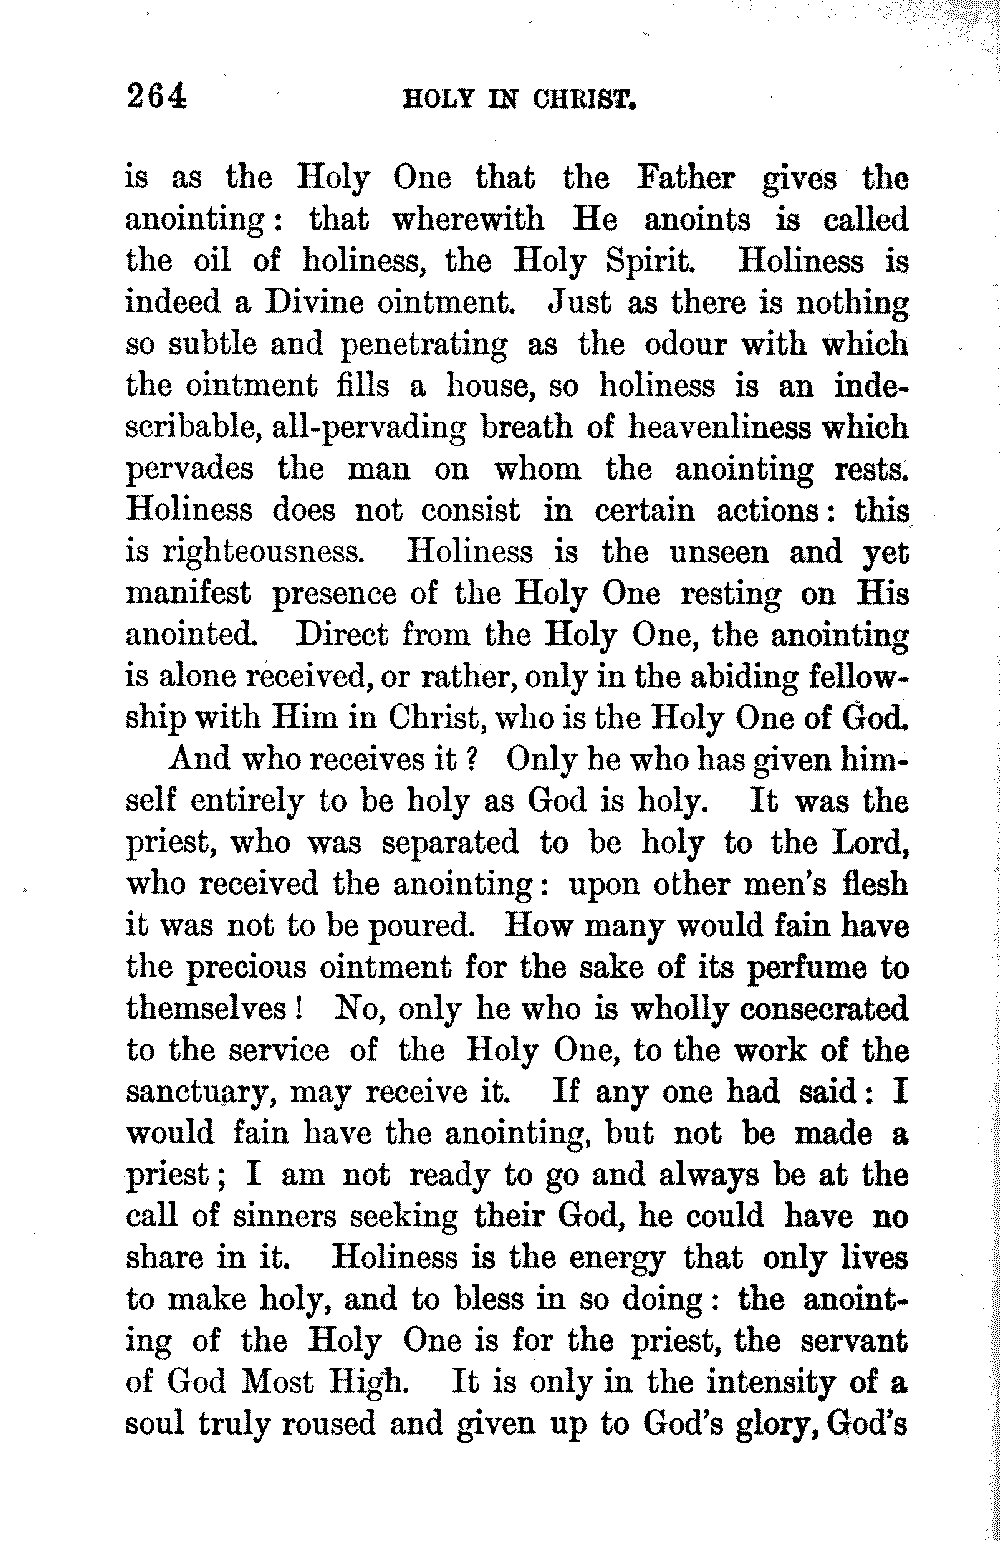 264 HOLY IN CHRIST.
is as the Holy One that the Father gives the
anointing: that wherewith He anoints is called
the oil of holiness, the Holy Spirit. Holiness is
indeed a Divine ointment. Just as there is nothing
so subtle and penetrating as the odour with which
the ointment fills a house, so holiness is an inde-
scribable, all-pervading breath of heavenliness which
pervades the man on whom the anointing rests.
Holiness does not consist in certain actions: this
is righteousness. Holiness is the unseen and yet
manifest presence of the Holy One resting on His
anointed. Direct from the Holy One, the anointing
is alone received, or rather, only in the abiding fellow-
ship with Him in Christ, who is the Holy One of God.
And who receives it? Only he who has given him-
self entirely to be holy as God is holy. It was the
priest, who was separated to be holy to the Lord,
who received the anointing: upon other men's flesh
it was not to be poured. How many would fain have
the precious ointment for the sake of its perfume to
themselves! No, only he who is wholly consecrated
to the service of the Holy One, to the work of the
sanctuary, may receive it. If any one had said: I
would fain have the anointing, but not be made a
priest; I am not ready to go and always be at the
call of sinners seeking their God, he could have no
share in it. Holiness is the energy that only lives
to make holy, and to bless in so doing: the anoint-
ing of the Holy One is for the priest, the servant
of God Most High. It is only in the intensity of a
soul truly roused and given up to God's glory, God's